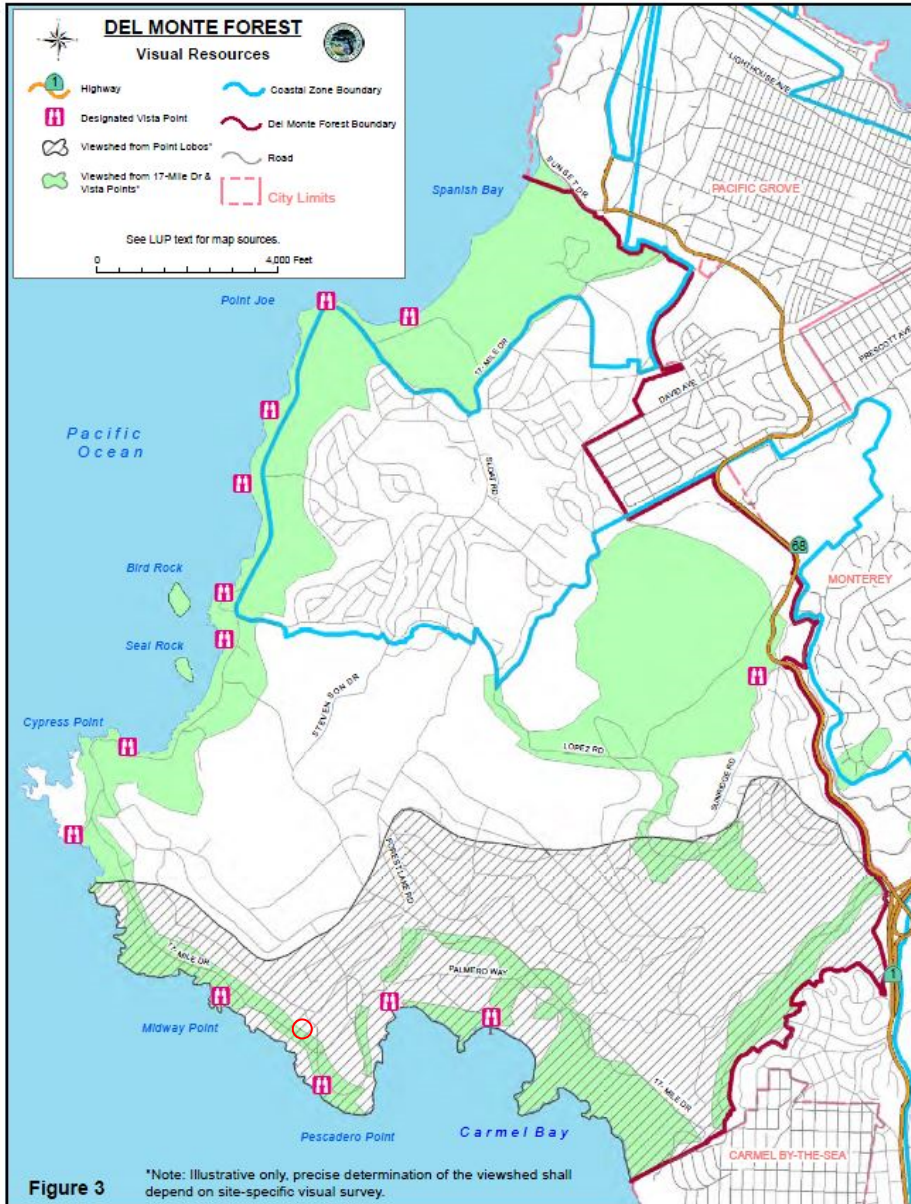 DEL MONTE FOREST
Visual Resources
1
Highway
Coastal Zone Boundary
Designated Vista Point
Del Monte Forest Boundary
Viewshed from Point Lobos*
Road
Viewshed from 17-Mile Dr &
Vista Points*
City Limits
See LUP text for map sources.
0 4,000 Feet
LIGHTHOUSE AVE
Spanish Bay
SUNSET DR
PACIFIC GROVE
Point Joe
17- MILE DR
PRESCOTT AVE
DAVID AVE
Pacific
Ocean
SLOAT RD
68
Bird Rock
MONTEREY
Seal Rock
STEVENSON DR
Cypress Point
LOPEZ RD
SUNRIDGE RD
FOREST LAKE RD
17- MILE DR
PALMERO WAY
1
Midway Point
17- MILE DR
Pescadero Point
Carmel Bay
CARMEL BY-THE-SEA
Figure 3
*Note: Illustrative only, precise determination of the viewshed shall
depend on site-specific visual survey.